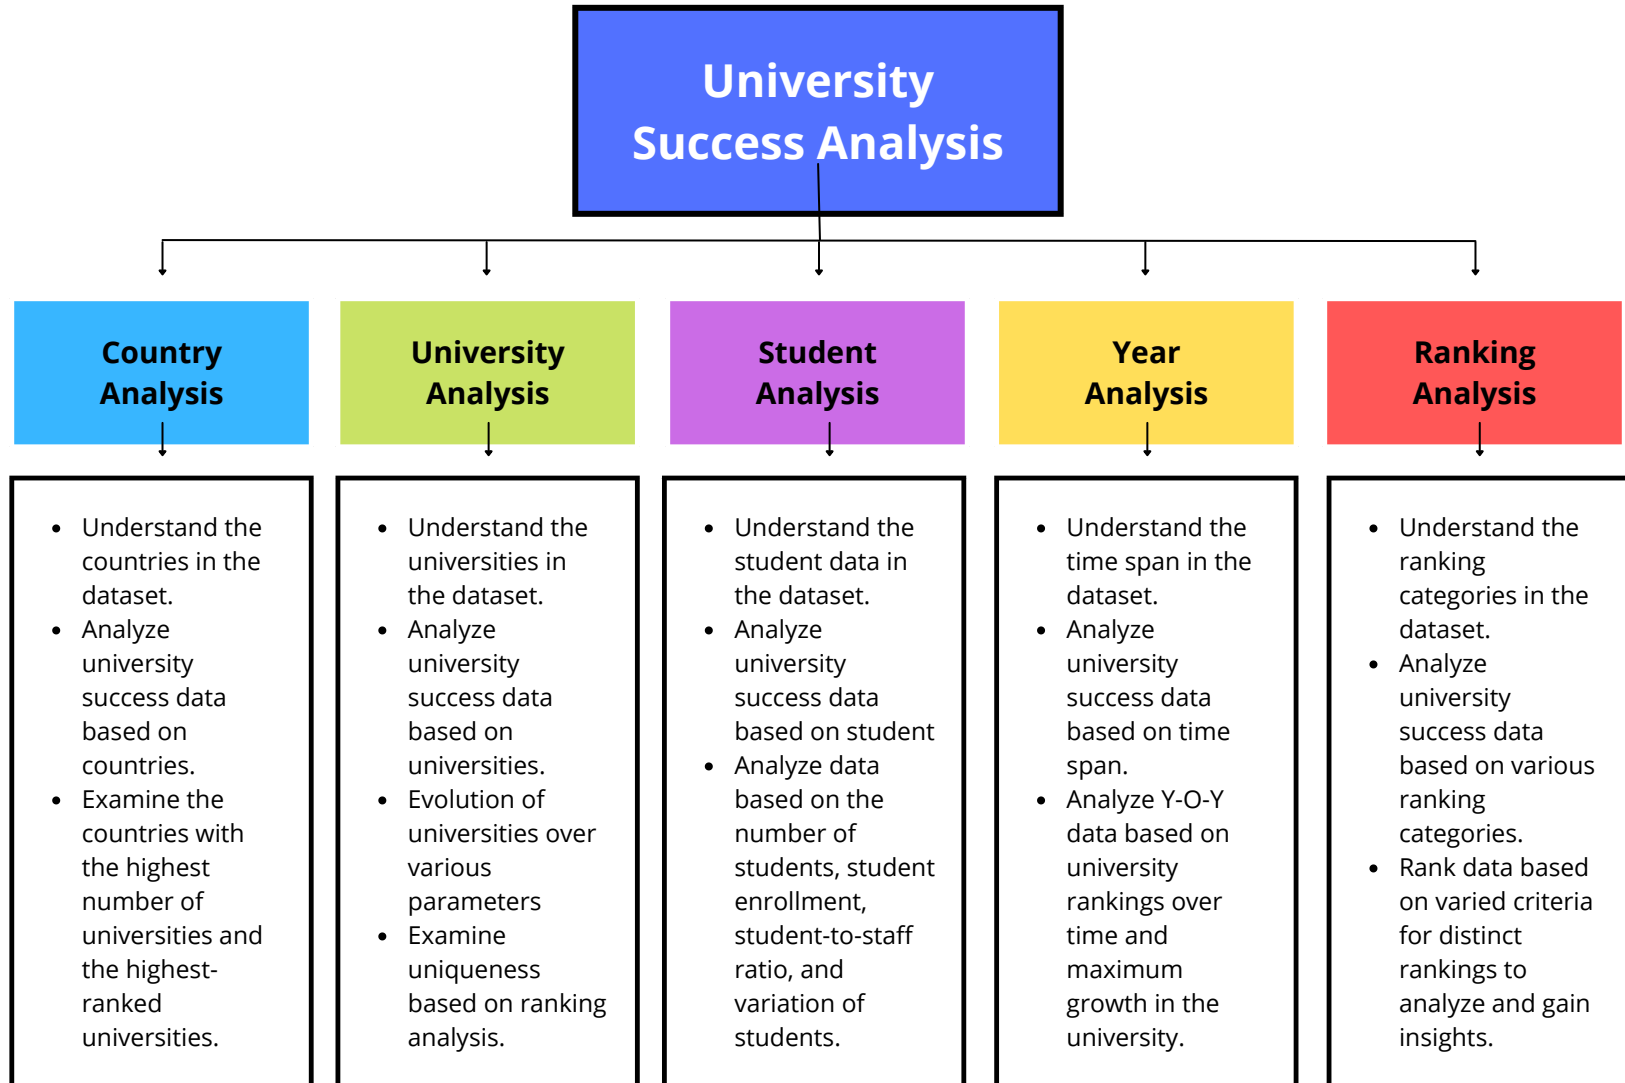 University
Success Analysis
Country
Analysis
University
Analysis
Student
Analysis
Year
Analysis
Ranking
Analysis
• Understand the
countries in the
dataset.
• Analyze
university
success data
based on
countries.
• Examine the
countries with
the highest
number of
universities and
the highest-
ranked
universities.
• Understand the
universities in
the dataset.
• Analyze
university
success data
based on
universities.
• Evolution of
universities over
various
parameters
• Examine
uniqueness
based on ranking
analysis.
• Understand the
student data in
the dataset.
• Analyze
university
success data
based on student
• Analyze data
based on the
number of
students, student
enrollment,
student-to-staff
ratio, and
variation of
students.
• Understand the
time span in the
dataset.
• Analyze
university
success data
based on time
span.
• Analyze Y-O-Y
data based on
university
rankings over
time and
maximum
growth in the
university.
• Understand the
ranking
categories in the
dataset.
• Analyze
university
success data
based on various
ranking
categories.
• Rank data based
on varied criteria
for distinct
rankings to
analyze and gain
insights.